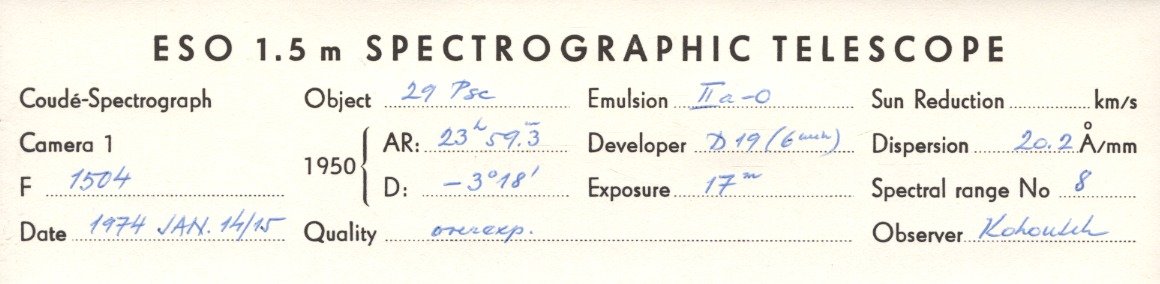 ESO 1.5 m SPECTROGRAPHIC TELESCOPE
Coudé-Spectrograph Object 29 Psc Emulsion IIa-O Sun Reduction km/s
Camera 1 1950 AR: 23h 59.m3 Developer D 19 (6 min) Dispersion 20.2 Å/mm
F 1504 D: -3°18' Exposure 17m Spectral range No 8
Date 1974 JAN. 14/15 Quality overexp. Observer Kohoutek